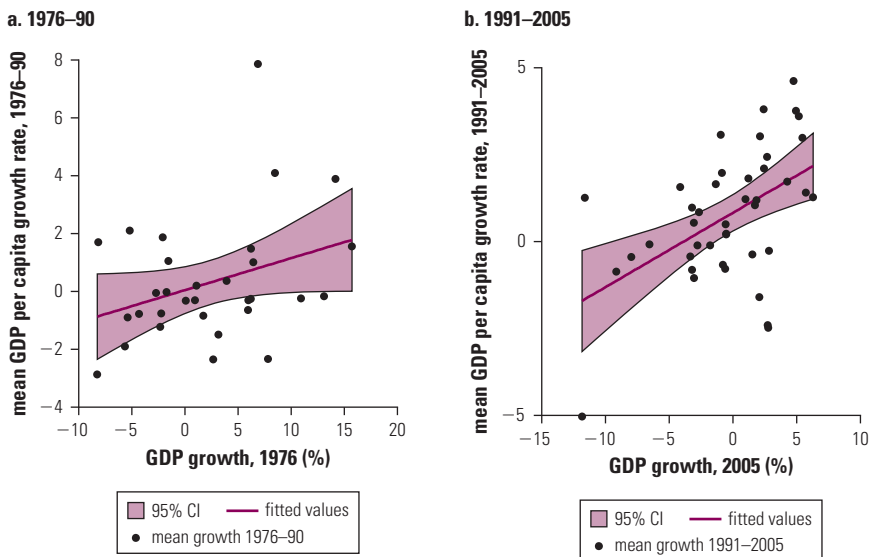 a. 1976–90
mean GDP per capita growth rate, 1976–90
8
6
4
2
0
−2
−4
−10
−5
0
5
10
15
20
GDP growth, 1976 (%)
95% CI
fitted values
mean growth 1976–90
b. 1991–2005
mean GDP per capita growth rate, 1991–2005
5
0
−5
−15
−10
−5
0
5
10
GDP growth, 2005 (%)
95% CI
fitted values
mean growth 1991–2005